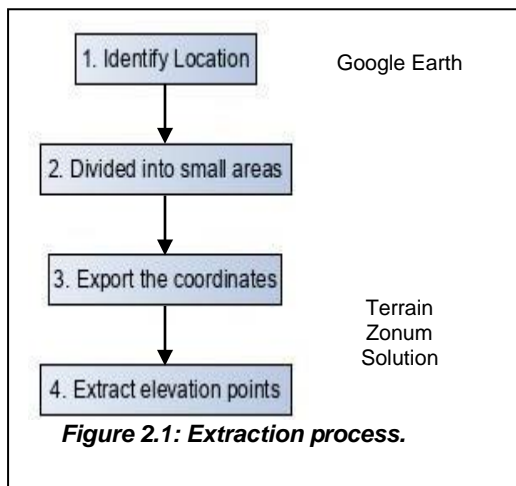 1. Identify Location
Google Earth
2. Divided into small areas
3. Export the coordinates
Terrain
Zonum
Solution
4. Extract elevation points
Figure 2.1: Extraction process.